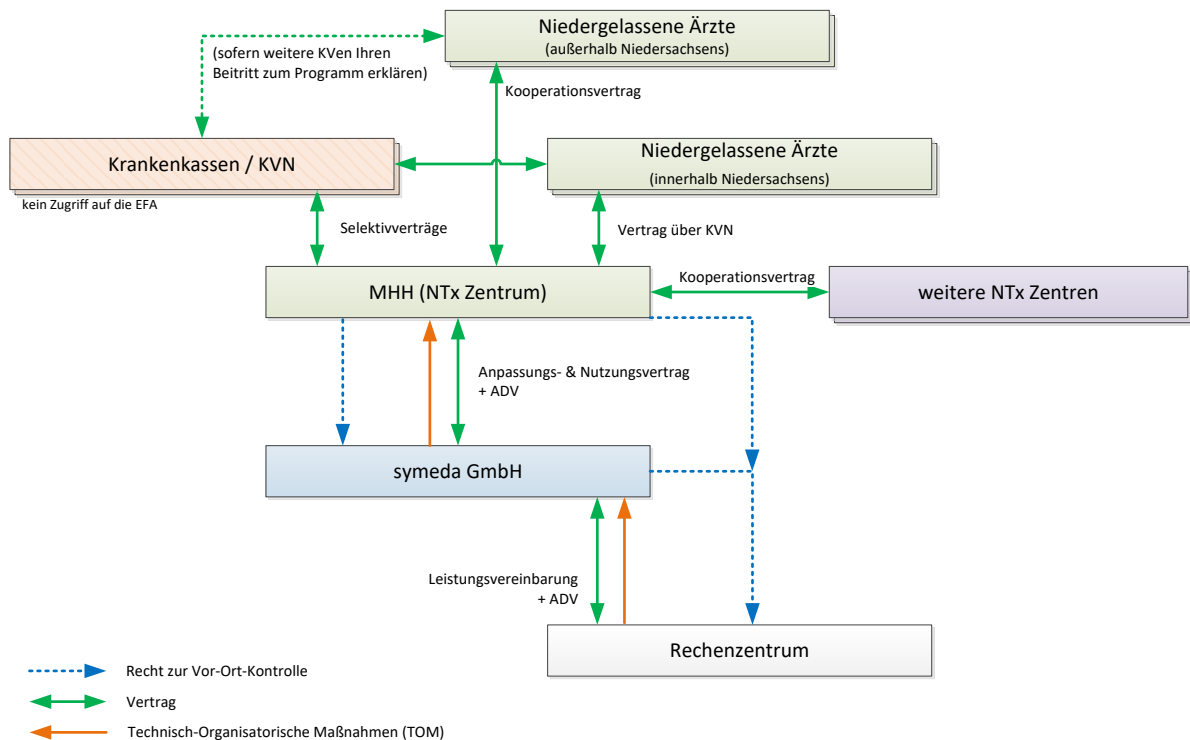 Niedergelassene Ärzte
(außerhalb Niedersachsens)
(sofern weitere KVen Ihren
Beitritt zum Programm erklären)
Kooperationsvertrag
Krankenkassen / KVN
Niedergelassene Ärzte
(innerhalb Niedersachsens)
kein Zugriff auf die EFA
Selektivverträge
Vertrag über KVN
Kooperationsvertrag
MHH (NTx Zentrum)
weitere NTx Zentren
Anpassungs- & Nutzungsvertrag
+ ADV
symeda GmbH
Leistungsvereinbarung
+ ADV
Rechenzentrum
Recht zur Vor-Ort-Kontrolle
Vertrag
Technisch-Organisatorische Maßnahmen (TOM)